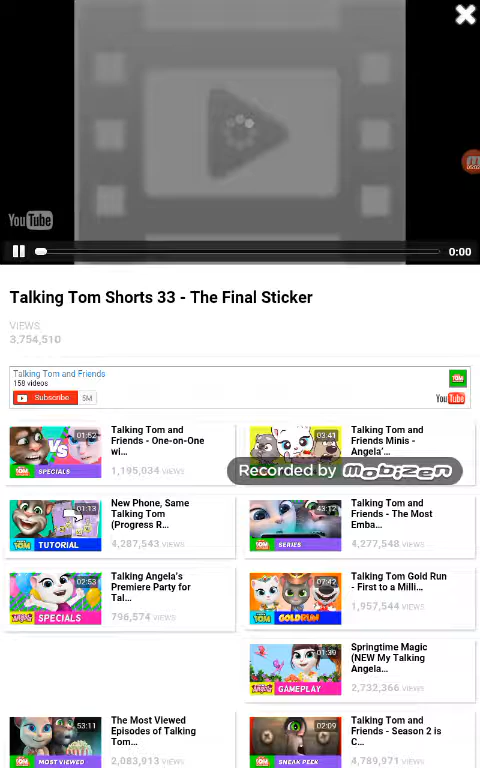 YouTube
0:00
Talking Tom Shorts 33 - The Final Sticker
VIEWS
3,754,510
Talking Tom and Friends
158 videos
Subscribe 5M
YouTube
01:52
VS
SPECIALS
Talking Tom and
Friends - One-on-One
wi...
1,195,034 VIEWS
03:41
Talking Tom and
Friends Minis -
Angela'...
Recorded by mobizen
01:13
TUTORIAL
New Phone, Same
Talking Tom
(Progress R...
4,287,543 VIEWS
43:12
SERIES
Talking Tom and
Friends - The Most
Emba...
4,277,548 VIEWS
02:53
SPECIALS
Talking Angela's
Premiere Party for
Tal...
796,574 VIEWS
07:42
GOLDRUN
Talking Tom Gold Run
- First to a Milli...
1,957,544 VIEWS
01:39
GAMEPLAY
Springtime Magic
(NEW My Talking
Angela...
2,732,366 VIEWS
53:11
MOST VIEWED
The Most Viewed
Episodes of Talking
Tom...
2,083,913 VIEWS
02:09
SNEAK PEEK
Talking Tom and
Friends - Season 2 is
C...
4,789,971 VIEWS